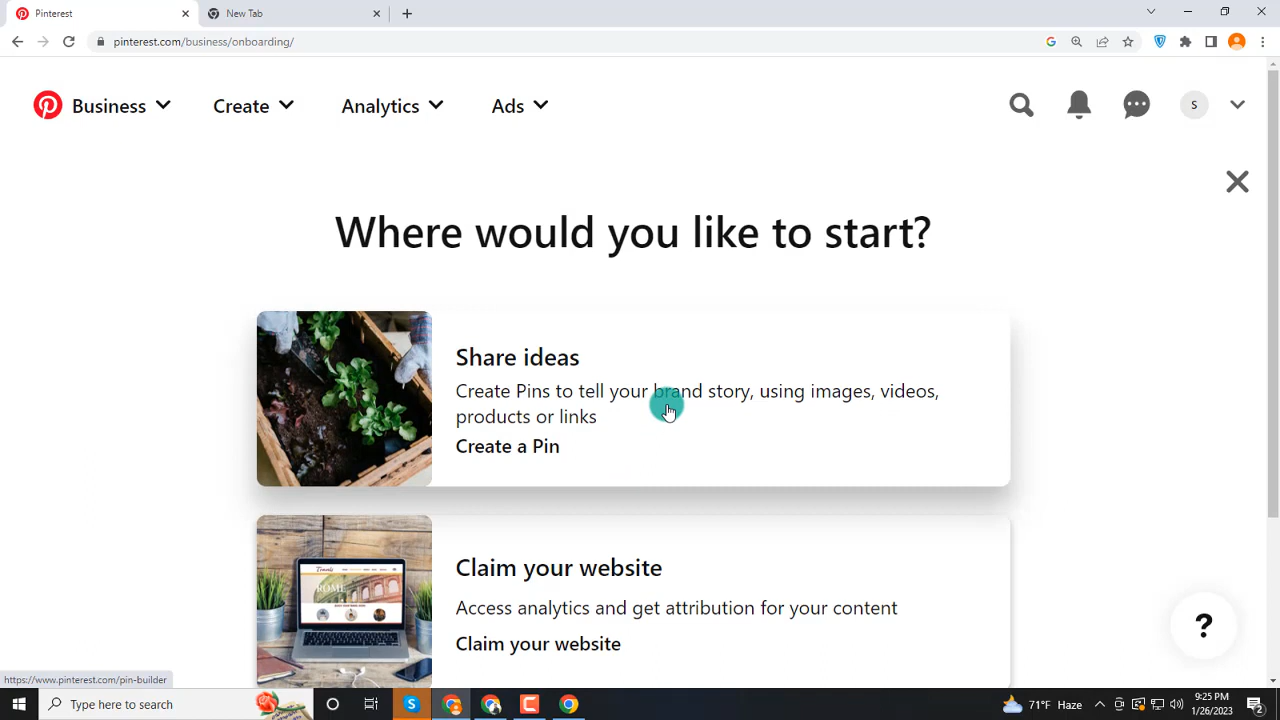 Pinterest
New Tab
pinterest.com/business/onboarding/
Business
Create
Analytics
Ads
s
Where would you like to start?
Share ideas
Create Pins to tell your brand story, using images, videos,
products or links
Create a Pin
Claim your website
Access analytics and get attribution for your content
Claim your website
?
https://www.pinterest.com/pin-builder
Type here to search
71°F Haze
9:25 PM
1/26/2023
2